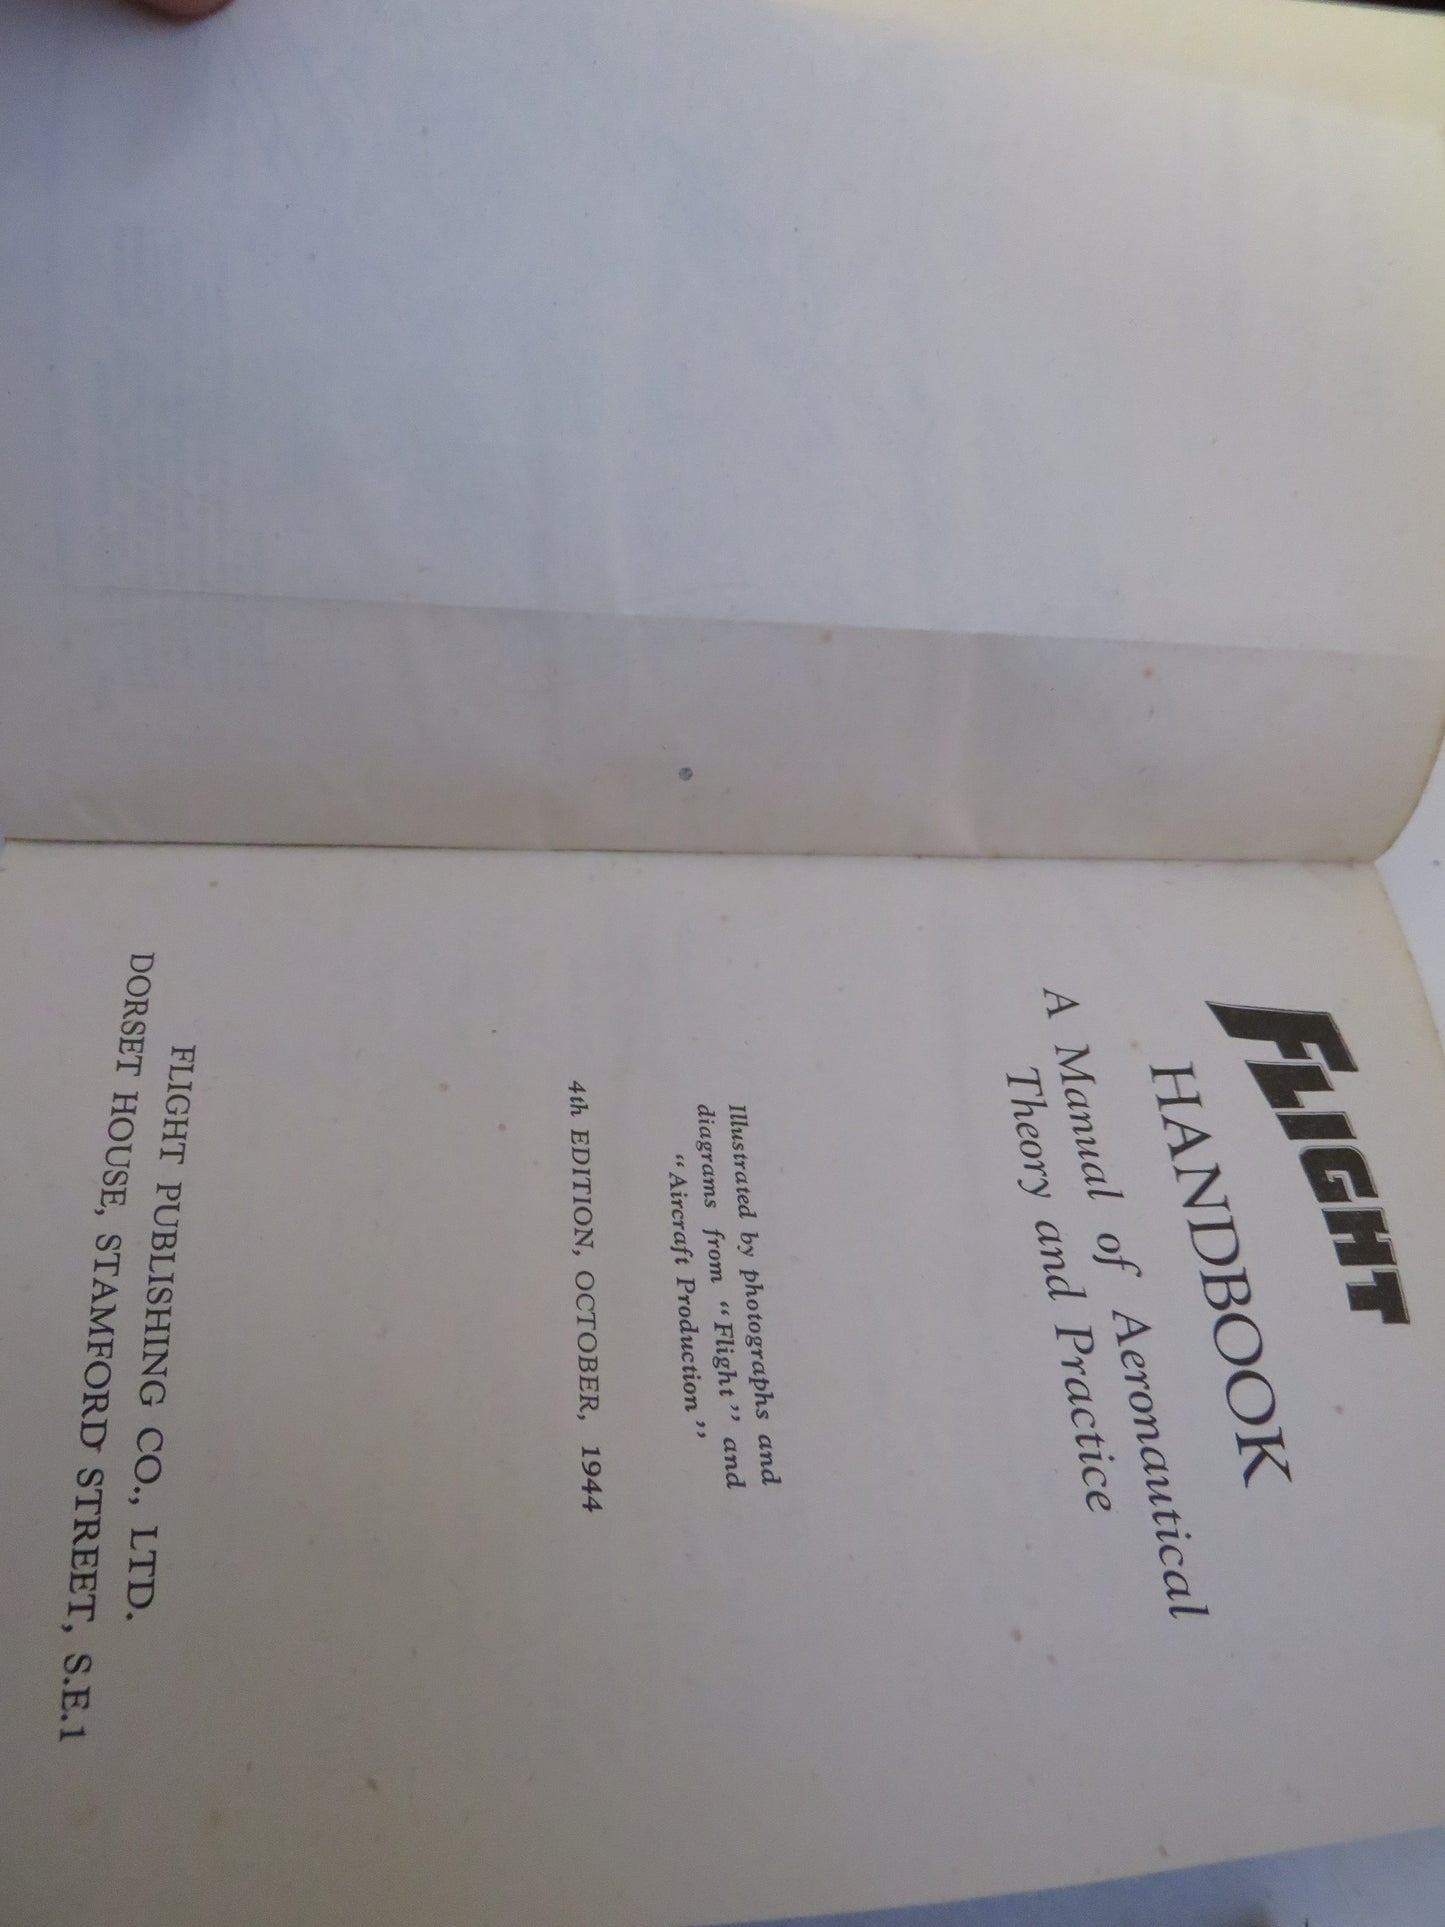 FLIGHT
HANDBOOK
A Manual of Aeronautical
Theory and Practice
Illustrated by photographs and
diagrams from "Flight" and
"Aircraft Production"
4th EDITION, OCTOBER, 1944
FLIGHT PUBLISHING CO., LTD.
DORSET HOUSE, STAMFORD STREET, S.E.1